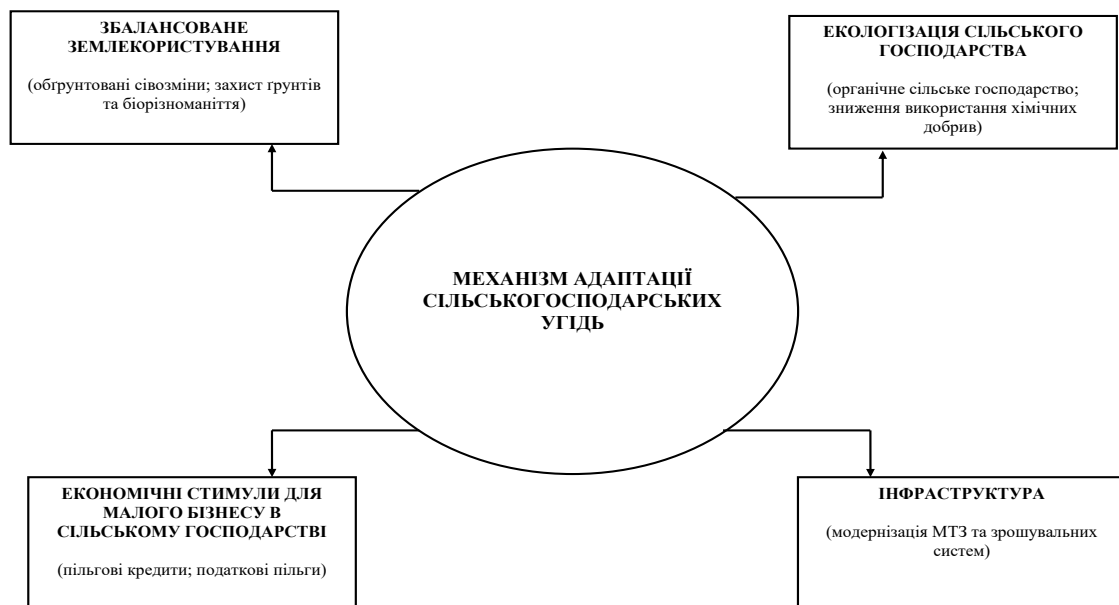 ЗБАЛАНСОВАНЕ
ЗЕМЛЕКОРИСТУВАННЯ
(обґрунтовані сівозміни; захист ґрунтів
та біорізноманіття)
ЕКОЛОГІЗАЦІЯ СІЛЬСЬКОГО
ГОСПОДАРСТВА
(органічне сільське господарство;
зниження використання хімічних
добрив)
МЕХАНІЗМ АДАПТАЦІЇ
СІЛЬСЬКОГОСПОДАРСЬКИХ
УГІДЬ
ЕКОНОМІЧНІ СТИМУЛИ ДЛЯ
МАЛОГО БІЗНЕСУ В
СІЛЬСЬКОМУ ГОСПОДАРСТВІ
(пільгові кредити; податкові пільги)
ІНФРАСТРУКТУРА
(модернізація МТЗ та зрошувальних
систем)